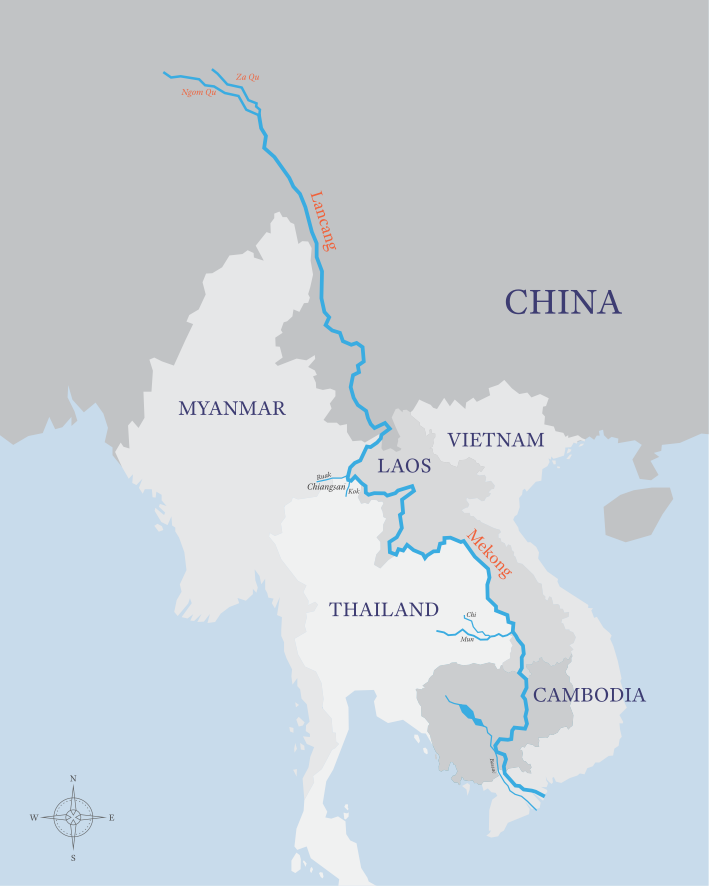 Za Qu
Ngom Qu
Lancang
CHINA
MYANMAR
VIETNAM
LAOS
Ruak
Chiangsan
Kok
Mekong
THAILAND
Chi
Mun
CAMBODIA
Bassac
N
W E
S